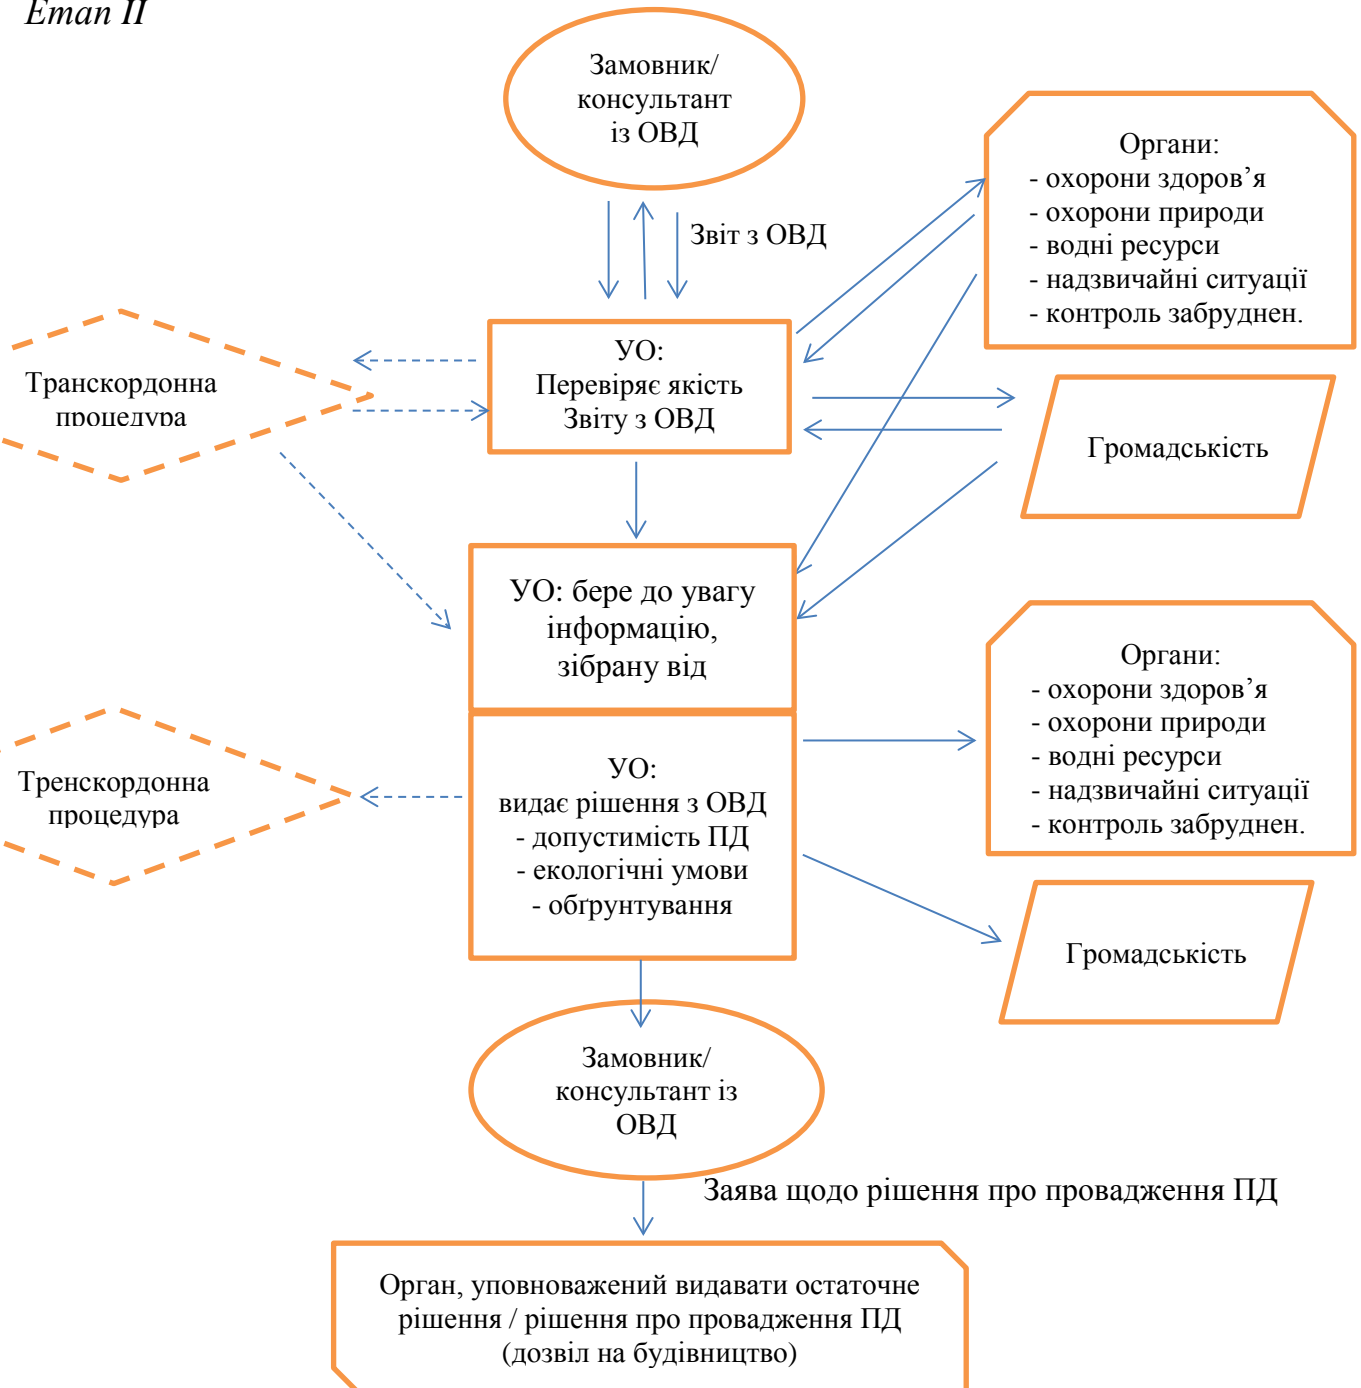 Етап ІІ
Замовник/
консультант
із ОВД
Звіт з ОВД
Органи:
- охорони здоров’я
- охорони природи
- водні ресурси
- надзвичайні ситуації
- контроль забруднен.
Транскордонна
процедура
УО:
Перевіряє якість
Звіту з ОВД
Громадськість
УО: бере до увагу
інформацію,
зібрану від
Органи:
- охорони здоров’я
- охорони природи
- водні ресурси
- надзвичайні ситуації
- контроль забруднен.
Тренскордонна
процедура
УО:
видає рішення з ОВД
- допустимість ПД
- екологічні умови
- обґрунтування
Громадськість
Замовник/
консультант із
ОВД
Заява щодо рішення про провадження ПД
Орган, уповноважений видавати остаточне
рішення / рішення про провадження ПД
(дозвіл на будівництво)